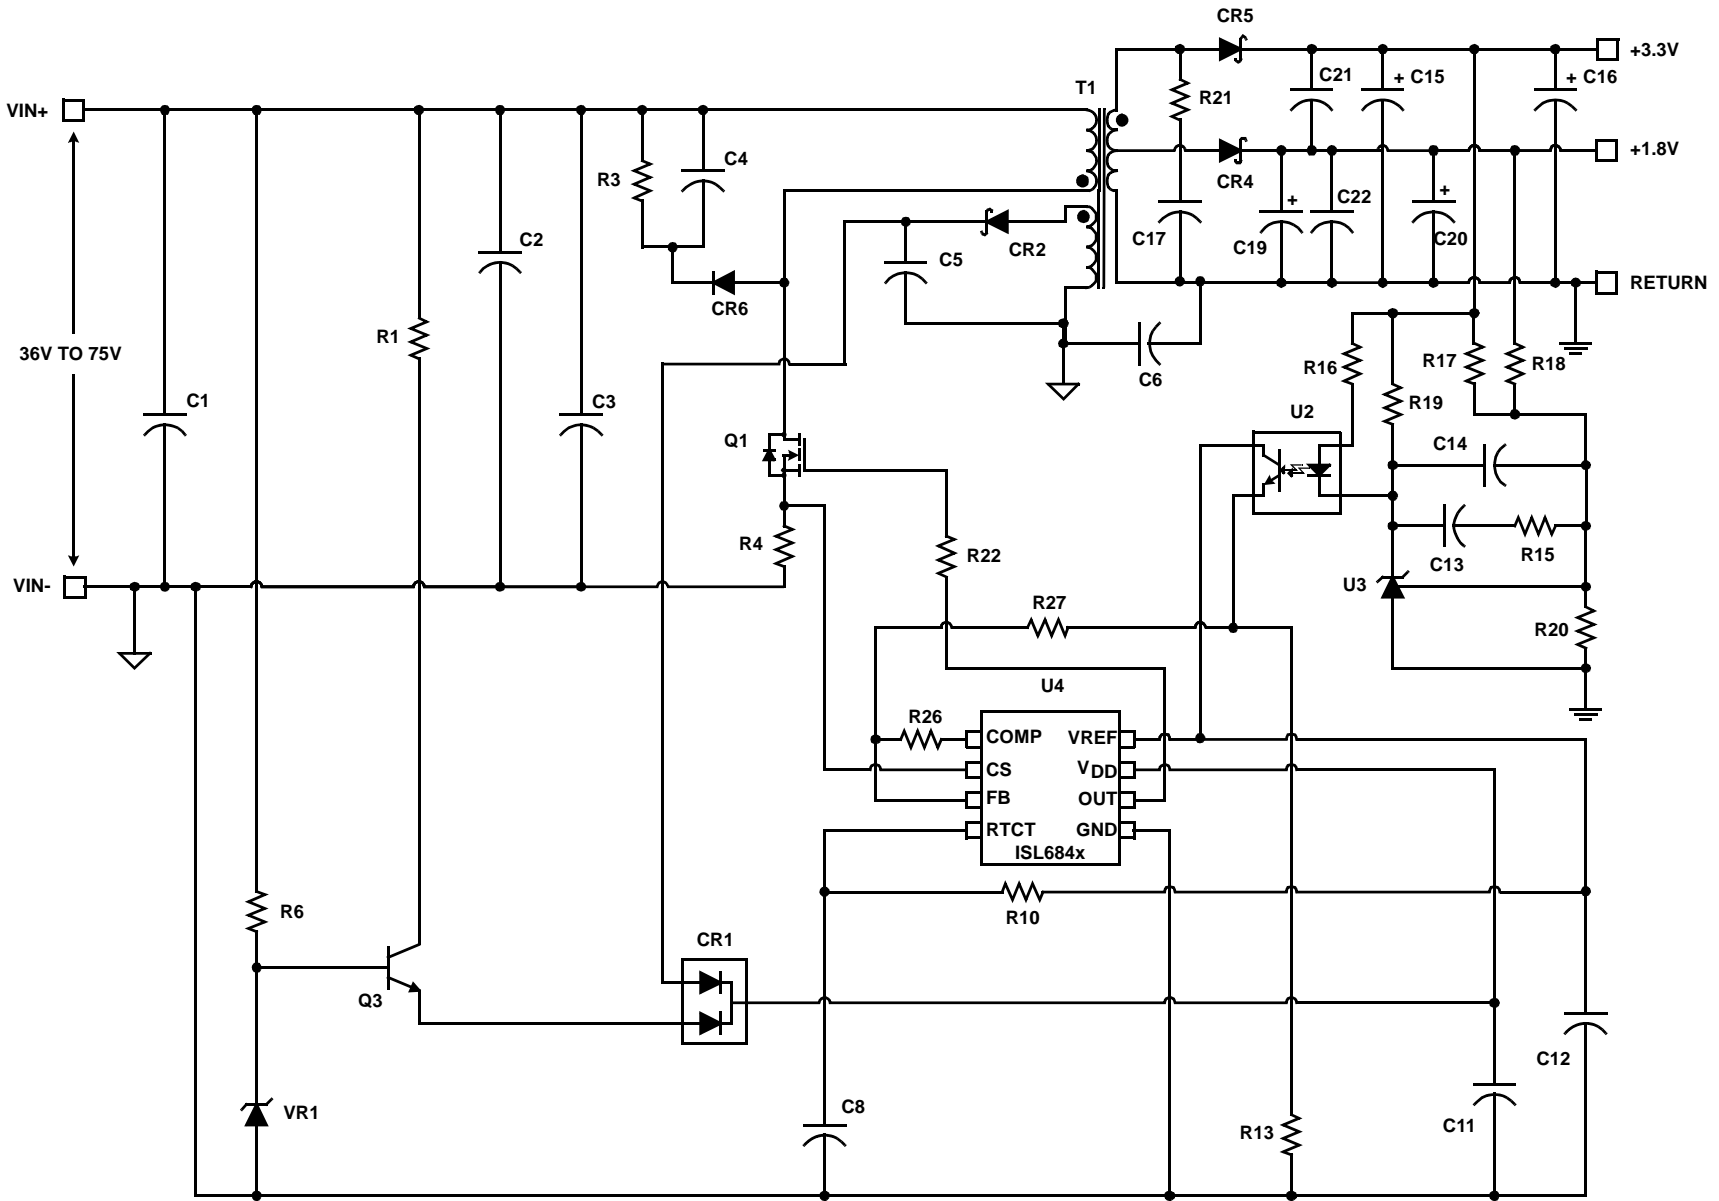 CR5
+3.3V
C21
+ C15
+ C16
T1
R21
VIN+
+1.8V
C4
R3
CR4
+
C22
+
C17
C19
C20
C2
CR2
C5
RETURN
CR6
R1
36V TO 75V
C6
R16
R17
R18
C1
C3
R19
U2
Q1
C14
R4
R22
R15
C13
VIN-
U3
R27
R20
U4
R26
COMP
VREF
CS
VDD
FB
OUT
RTCT
GND
ISL684x
R6
R10
CR1
Q3
C12
VR1
C8
C11
R13